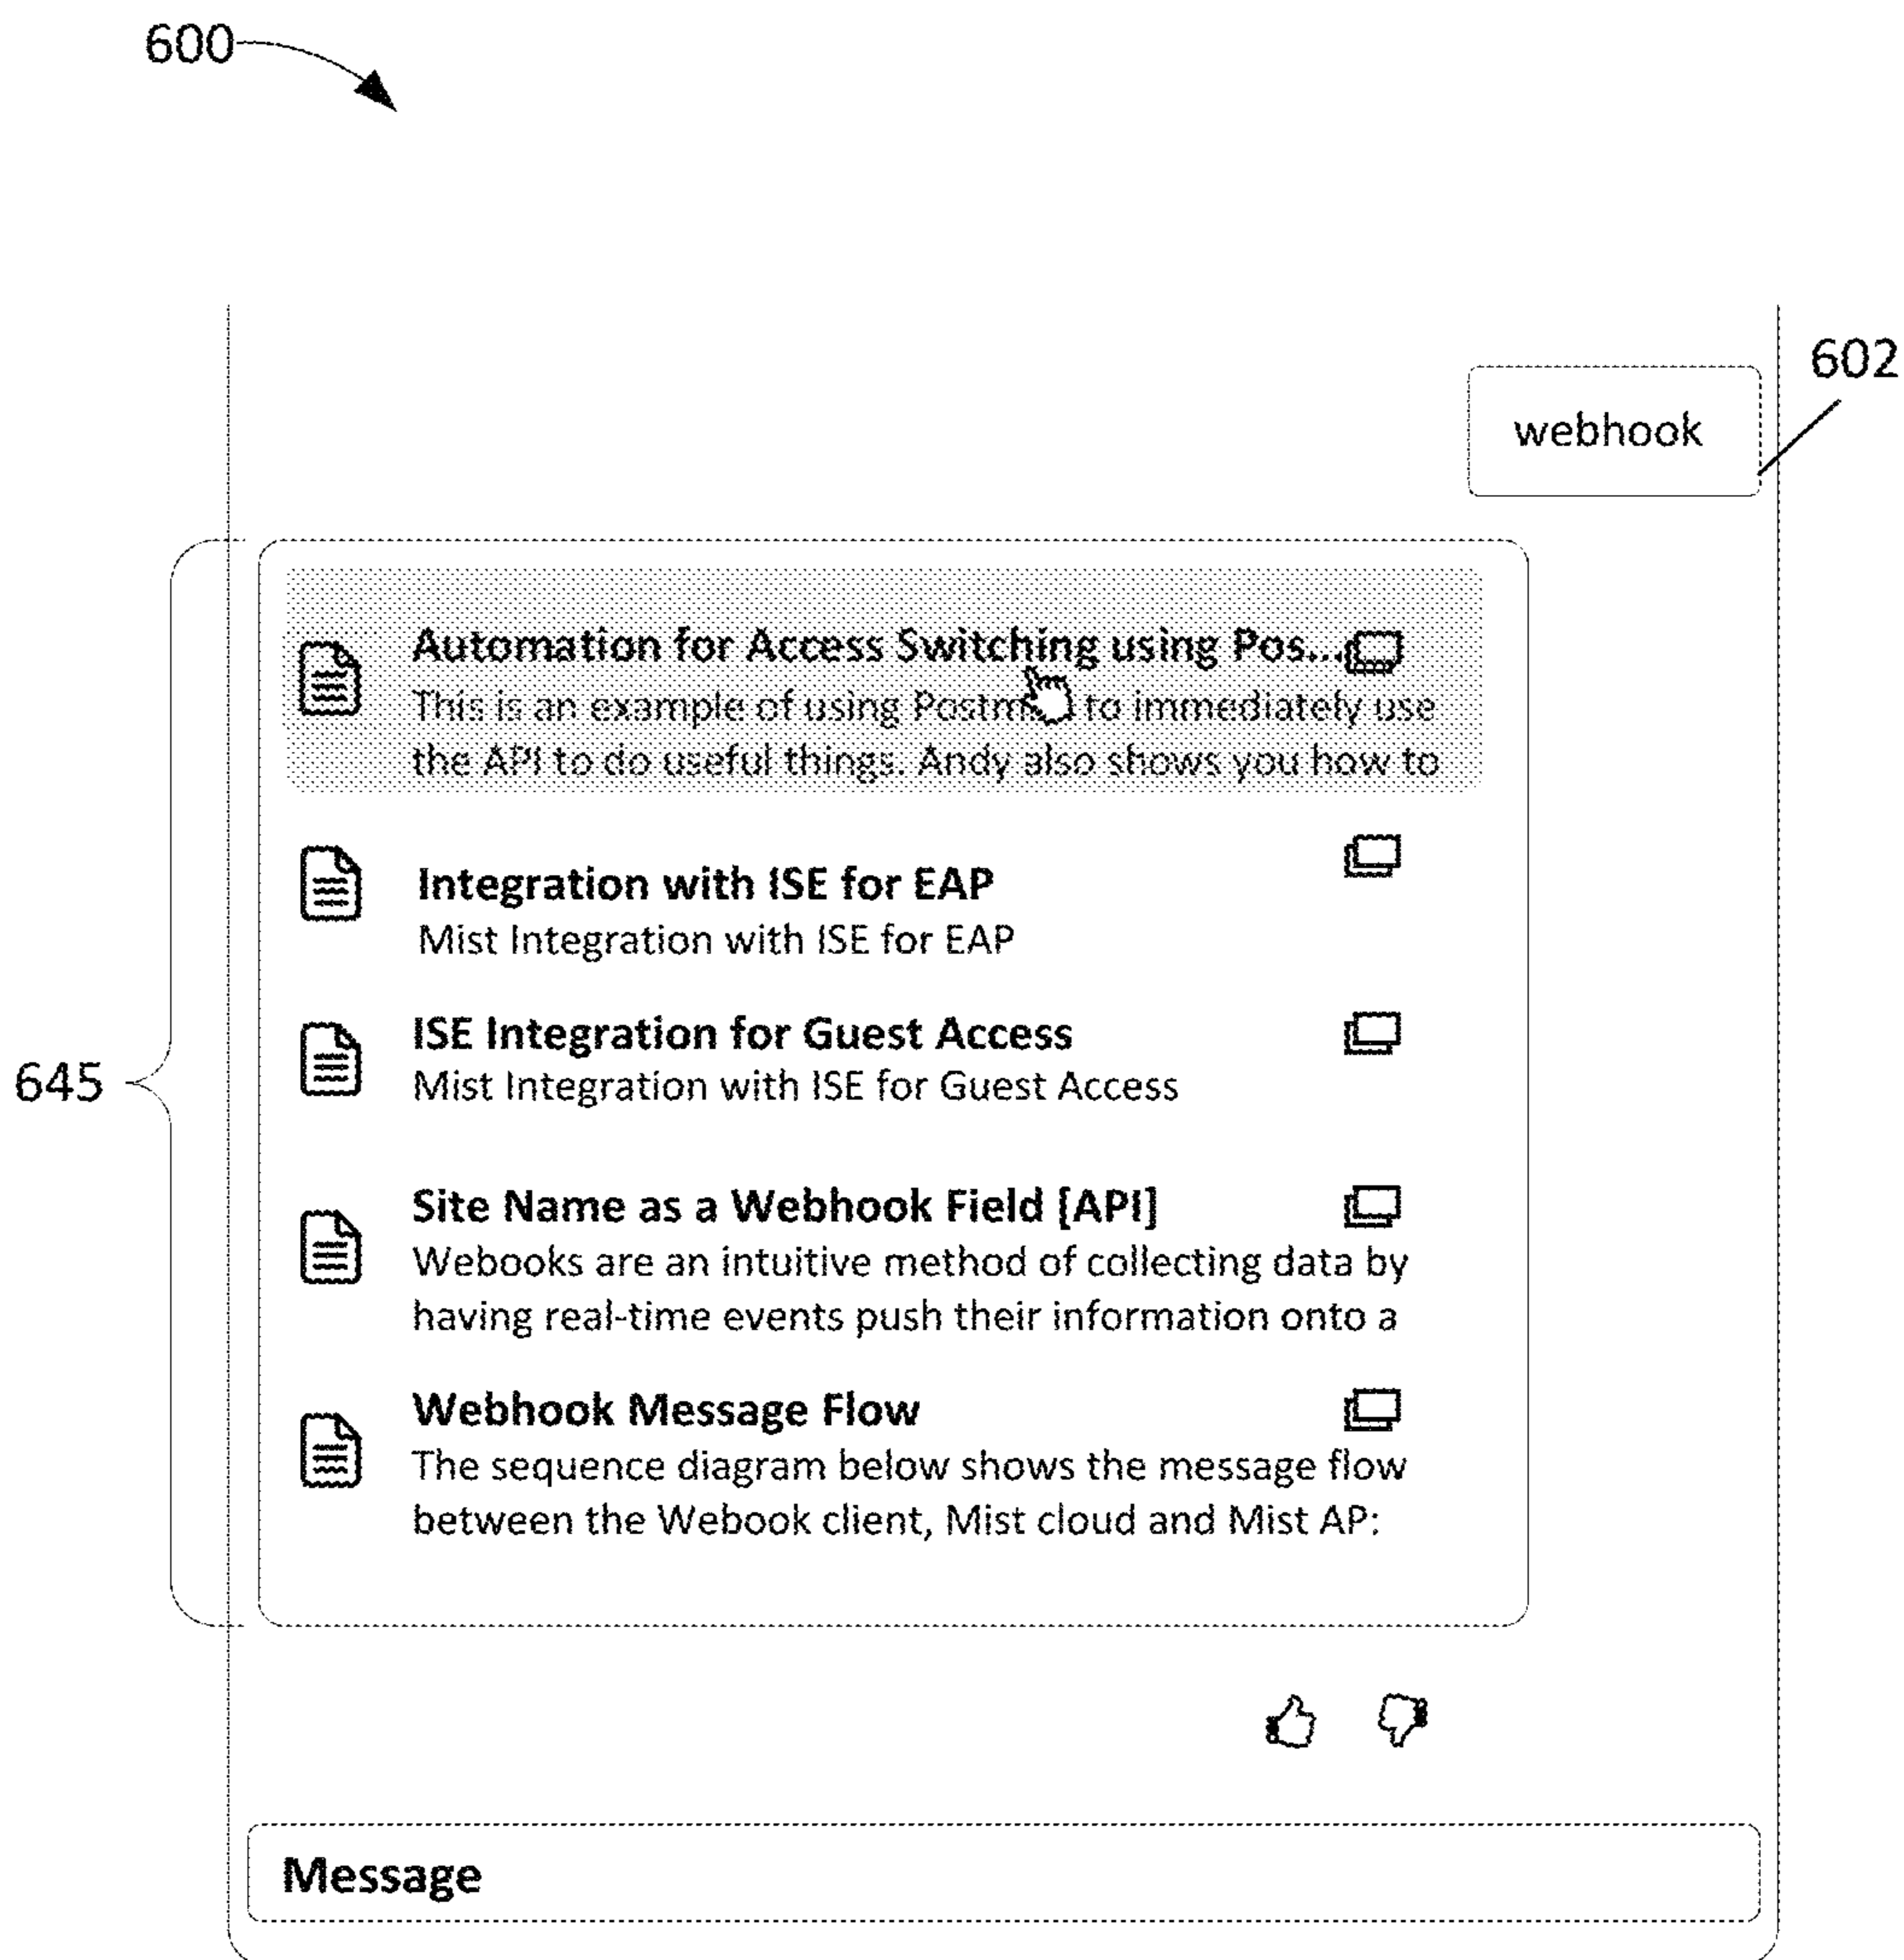 600
602
webhook
Automation for Access Switching using Pos...
This is an example of using Postm to immediately use
the API to do useful things. Andy also shows you how to
Integration with ISE for EAP
Mist Integration with ISE for EAP
645
ISE Integration for Guest Access
Mist Integration with ISE for Guest Access
Site Name as a Webhook Field [API]
Webooks are an intuitive method of collecting data by
having real-time events push their information onto a
Webhook Message Flow
The sequence diagram below shows the message flow
between the Webook client, Mist cloud and Mist AP:
Message